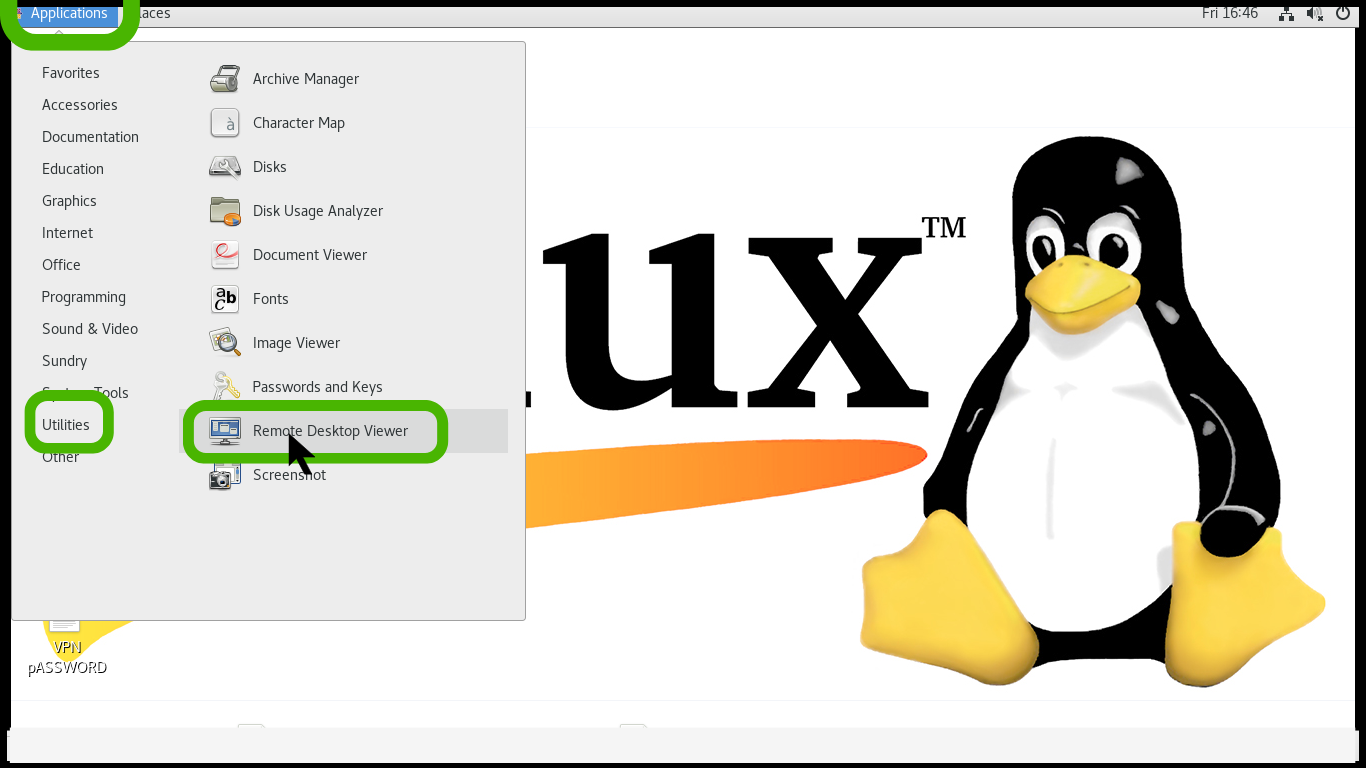 Applications
laces
Fri 16:46
Favorites
Accessories
Documentation
Education
Graphics
Internet
Office
Programming
Sound & Video
Sundry
System Tools
Utilities
Other
Archive Manager
à
Character Map
Disks
Disk Usage Analyzer
Document Viewer
abc
Fonts
Image Viewer
Passwords and Keys
Remote Desktop Viewer
Screenshot
ux™
VPN
pASSWORD